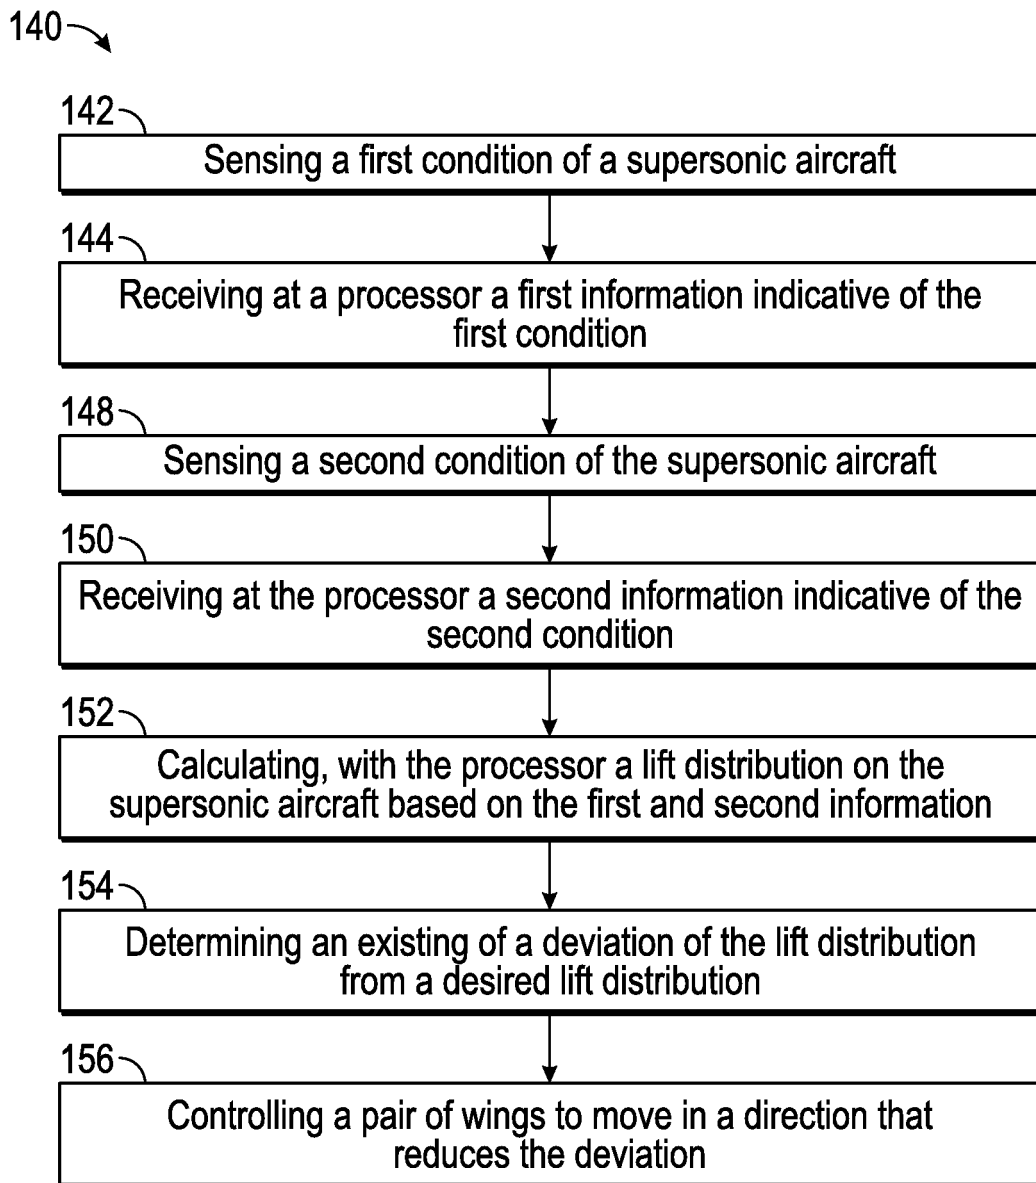 140
142
Sensing a first condition of a supersonic aircraft
144
Receiving at a processor a first information indicative of the
first condition
148
Sensing a second condition of the supersonic aircraft
150
Receiving at the processor a second information indicative of the
second condition
152
Calculating, with the processor a lift distribution on the
supersonic aircraft based on the first and second information
154
Determining an existing of a deviation of the lift distribution
from a desired lift distribution
156
Controlling a pair of wings to move in a direction that
reduces the deviation